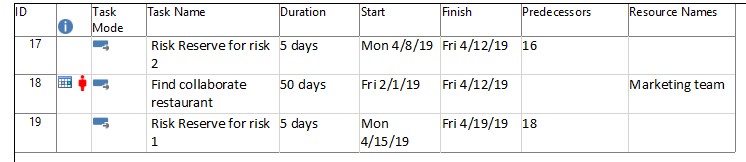 ID Task Mode Task Name Duration Start Finish Predecessors Resource Names
17 Risk Reserve for risk 2 5 days Mon 4/8/19 Fri 4/12/19 16
18 Find collaborate restaurant 50 days Fri 2/1/19 Fri 4/12/19 Marketing team
19 Risk Reserve for risk 1 5 days Mon 4/15/19 Fri 4/19/19 18